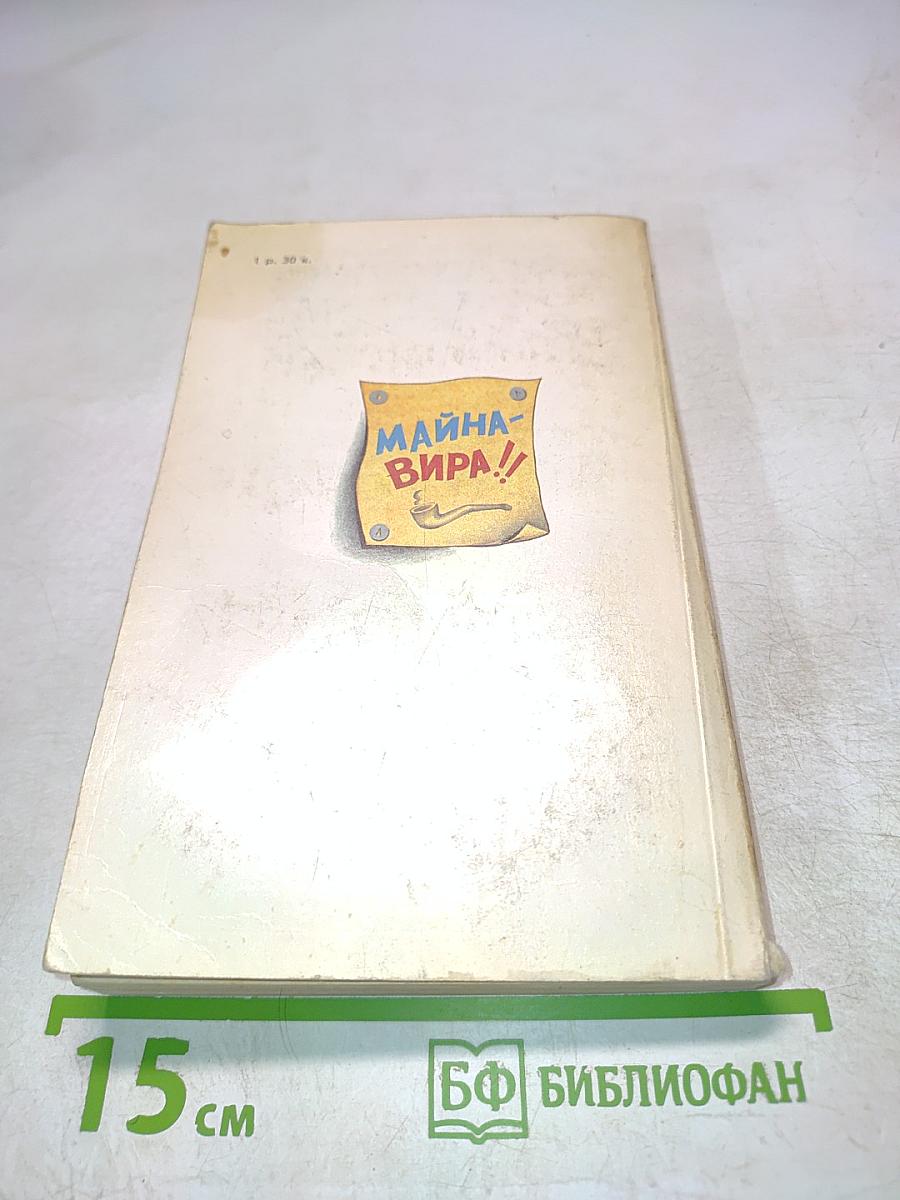 1 р. 30 к.
МАЙНА-
ВИРА!!
15 см
БФ БИБЛИОФАН